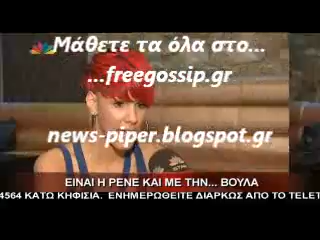 Μάθετε τα όλα στο...
...freegossip.gr
news-piper.blogspot.gr
ΕΙΝΑΙ Η ΡΕΝΕ ΚΑΙ ΜΕ ΤΗΝ... ΒΟΥΛΑ
4564 ΚΑΤΩ ΚΗΦΙΣΙΑ. ΕΝΗΜΕΡΩΘΕΙΤΕ ΔΙΑΡΚΩΣ ΑΠΟ ΤΟ TELET